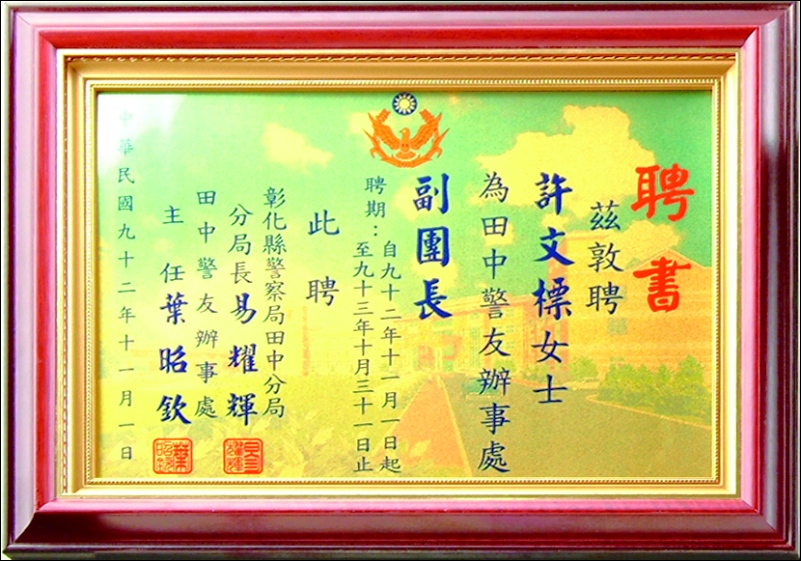 聘書
茲敦聘
許文標女士
為田中警友辦事處
副團長
聘期：自九十二年十一月一日起
至九十三年十月三十一日止
此聘
彰化縣警察局田中分局
分局長易耀輝
田中警友辦事處
主任葉昭欽
中華民國九十二年十一月一日